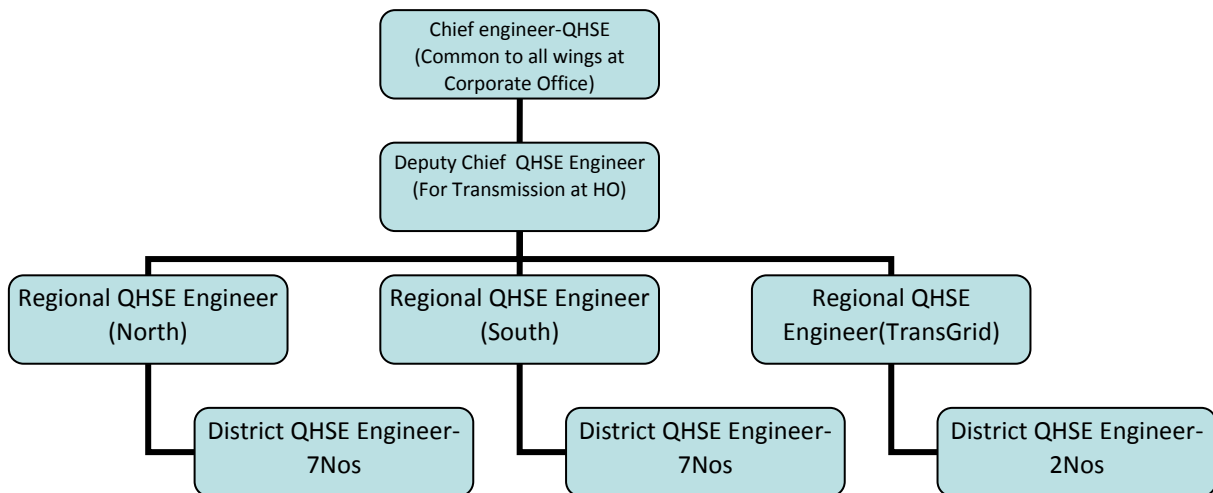 Chief engineer-QHSE
(Common to all wings at
Corporate Office)
Deputy Chief  QHSE Engineer
(For Transmission at HO)
Regional QHSE Engineer
(North)
Regional QHSE Engineer
(South)
Regional QHSE
Engineer(TransGrid)
District QHSE Engineer-
7Nos
District QHSE Engineer-
7Nos
District QHSE Engineer-
2Nos